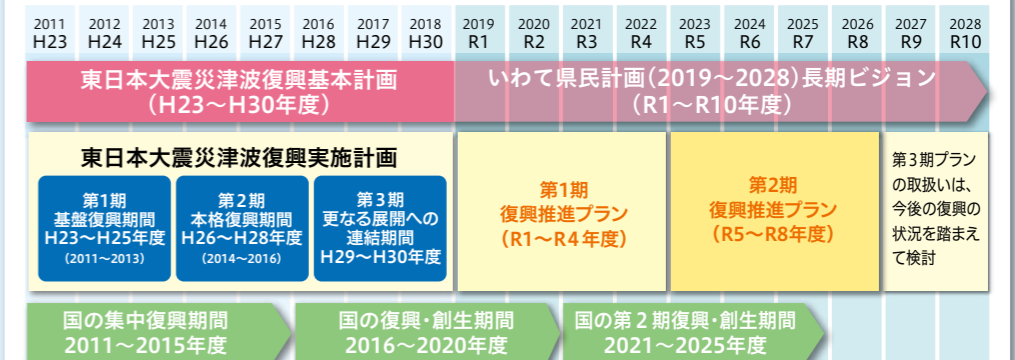 2011 2012 2013 2014 2015 2016 2017 2018 2019 2020 2021 2022 2023 2024 2025 2026 2027 2028
H23 H24 H25 H26 H27 H28 H29 H30 R1 R2 R3 R4 R5 R6 R7 R8 R9 R10
東日本大震災津波復興基本計画
（H23～H30年度）
いわて県民計画（2019～2028）長期ビジョン
（R1～R10年度）
東日本大震災津波復興実施計画
第1期
基盤復興期間
H23～H25年度
（2011～2013）
第2期
本格復興期間
H26～H28年度
（2014～2016）
第3期
更なる展開への
連結期間
H29～H30年度
第1期
復興推進プラン
（R1～R4年度）
第2期
復興推進プラン
（R5～R8年度）
第3期プラン
の取扱いは、
今後の復興の
状況を踏まえ
て検討
国の集中復興期間
2011～2015年度
国の復興・創生期間
2016～2020年度
国の第2期復興・創生期間
2021～2025年度